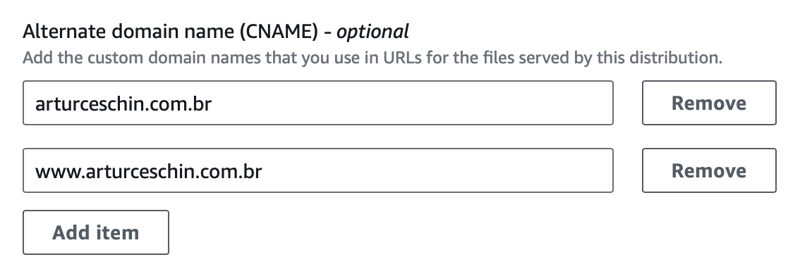 Alternate domain name (CNAME) - optional
Add the custom domain names that you use in URLs for the files served by this distribution.
arturceschin.com.br
Remove
www.arturceschin.com.br
Remove
Add item